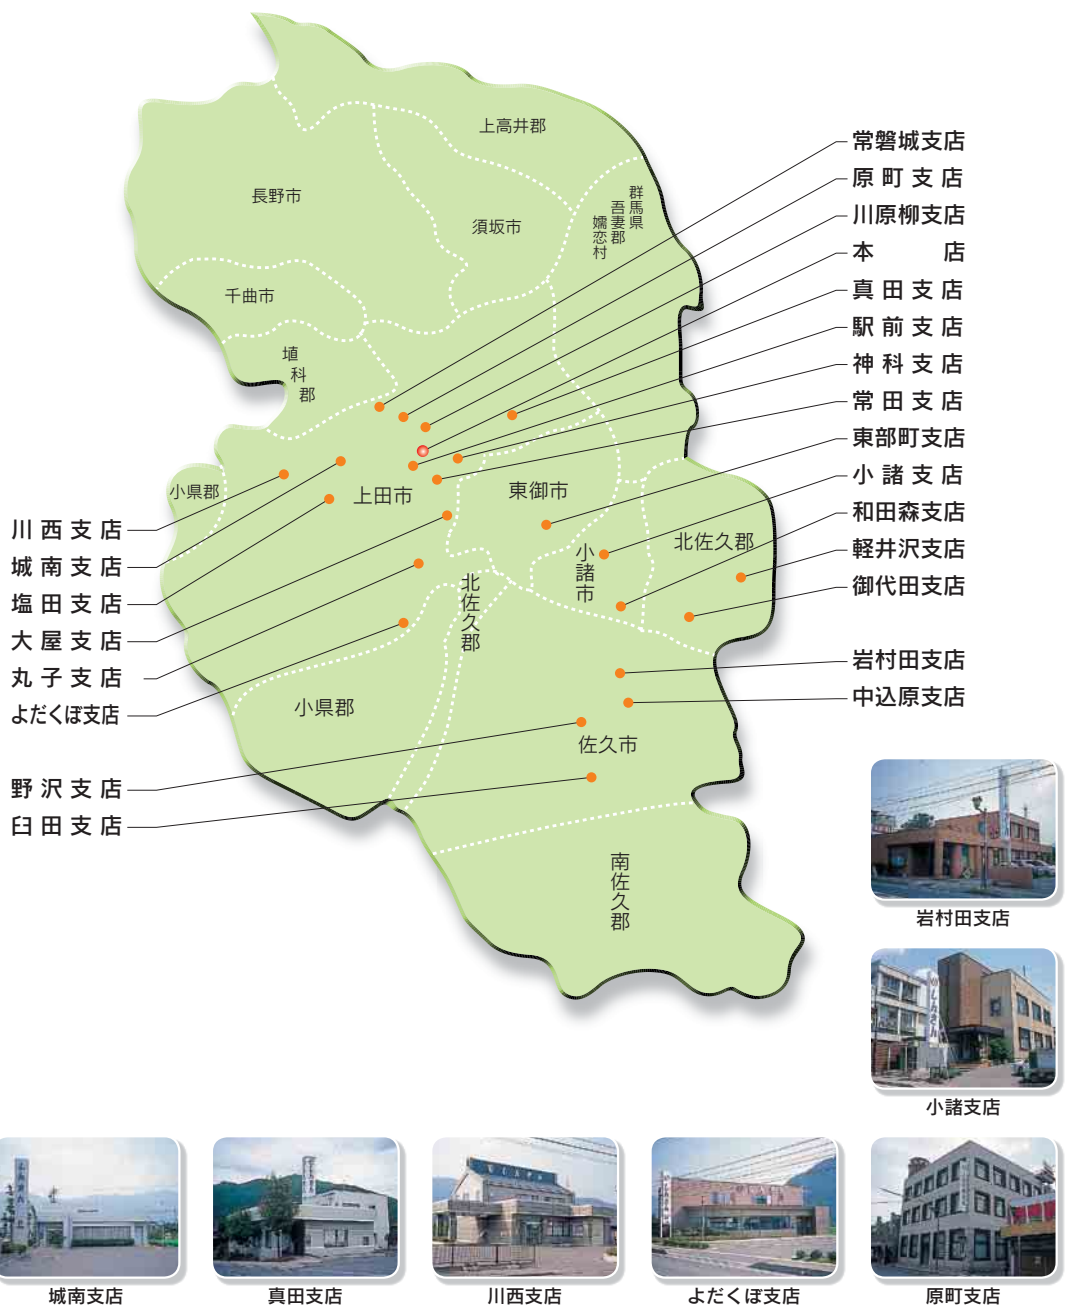 上高井郡
長野市
須坂市
群馬県
吾妻郡
嬬恋村
千曲市
埴科郡
小県郡
上田市
東御市
小諸市
北佐久郡
北佐久郡
小県郡
佐久市
南佐久郡
常磐城支店
原町支店
川原柳支店
本 店
真田支店
駅前支店
神科支店
常田支店
東部町支店
小諸支店
和田森支店
軽井沢支店
御代田支店
岩村田支店
中込原支店
川西支店
城南支店
塩田支店
大屋支店
丸子支店
よだくぼ支店
野沢支店
臼田支店
岩村田支店
しんきん
小諸支店
城南支店
真田支店
川西支店
よだくぼ支店
原町支店